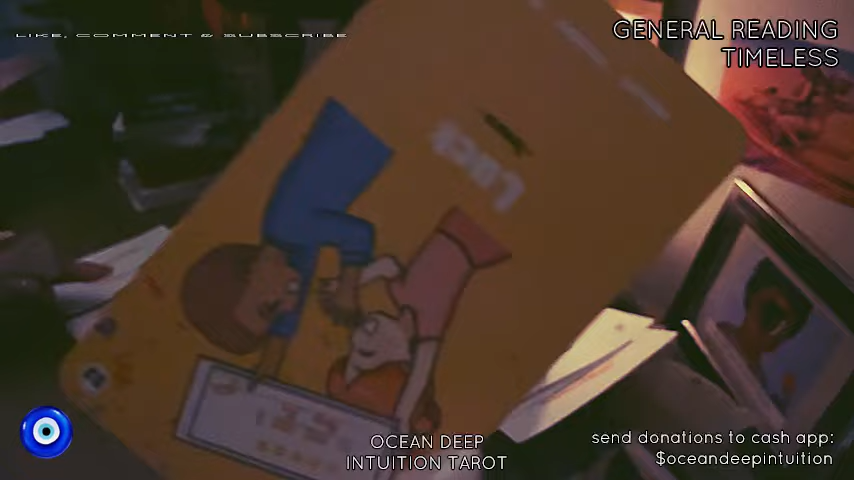 LIKE, COMMENT & SUBSCRIBE
GENERAL READING
TIMELESS
OCEAN DEEP
INTUITION TAROT
send donations to cash app:
$oceandeepintuition